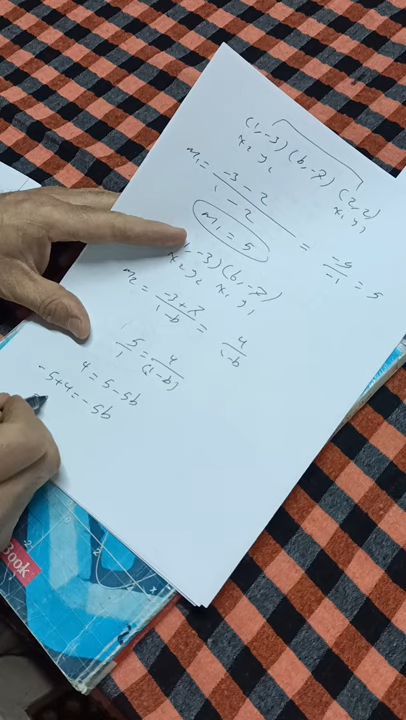 (1,-3) (b,-7) (2,2)
x₂ y₂ x₁ y₁
m₁ = -3-2 / 1-2 = -5 / -1 = 5
m₁ = 5
-3) (b,-7)
x₂ y₂ x₁ y₁
m₂ = -3+7 / 1-b = 4 / 1-b
5/1 = 4/(1-b)
4 = 5-5b
-5+4 = -5b
Book